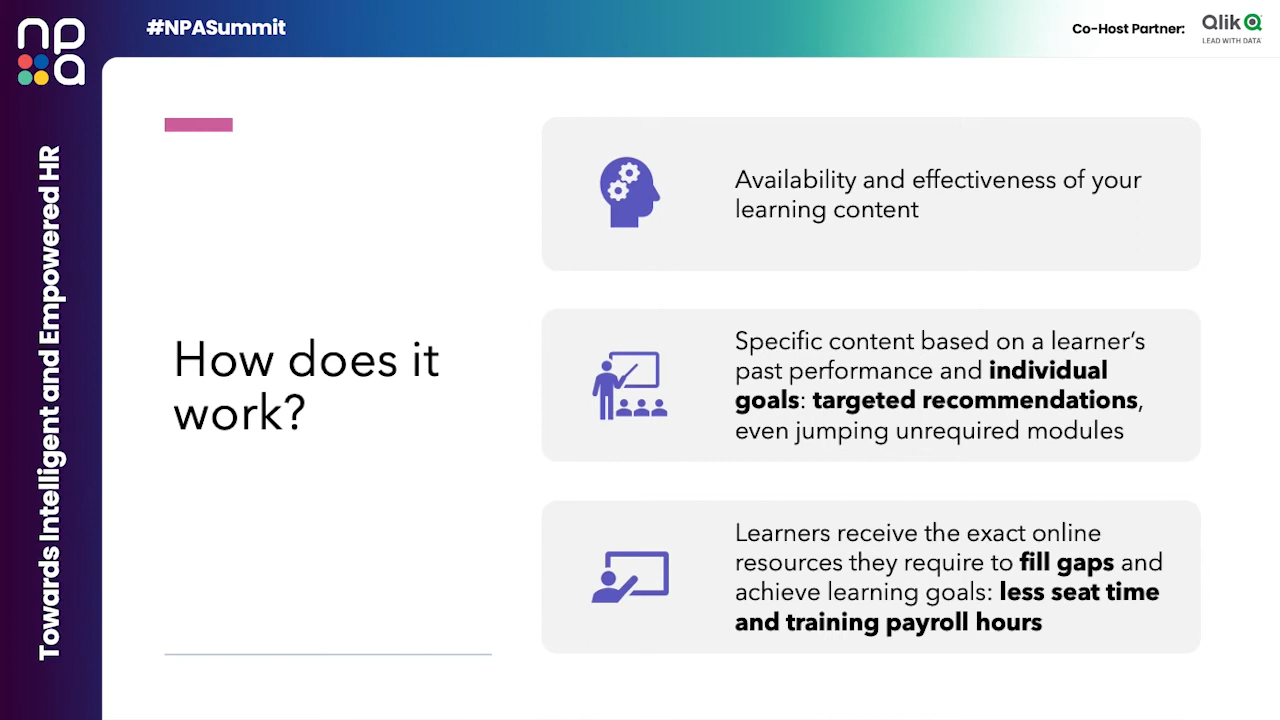 npa
#NPASummit
Co-Host Partner:
Qlik
LEAD WITH DATA
Towards Intelligent and Empowered HR
How does it
work?
Availability and effectiveness of your
learning content
Specific content based on a learner’s
past performance and individual
goals: targeted recommendations,
even jumping unrequired modules
Learners receive the exact online
resources they require to fill gaps and
achieve learning goals: less seat time
and training payroll hours